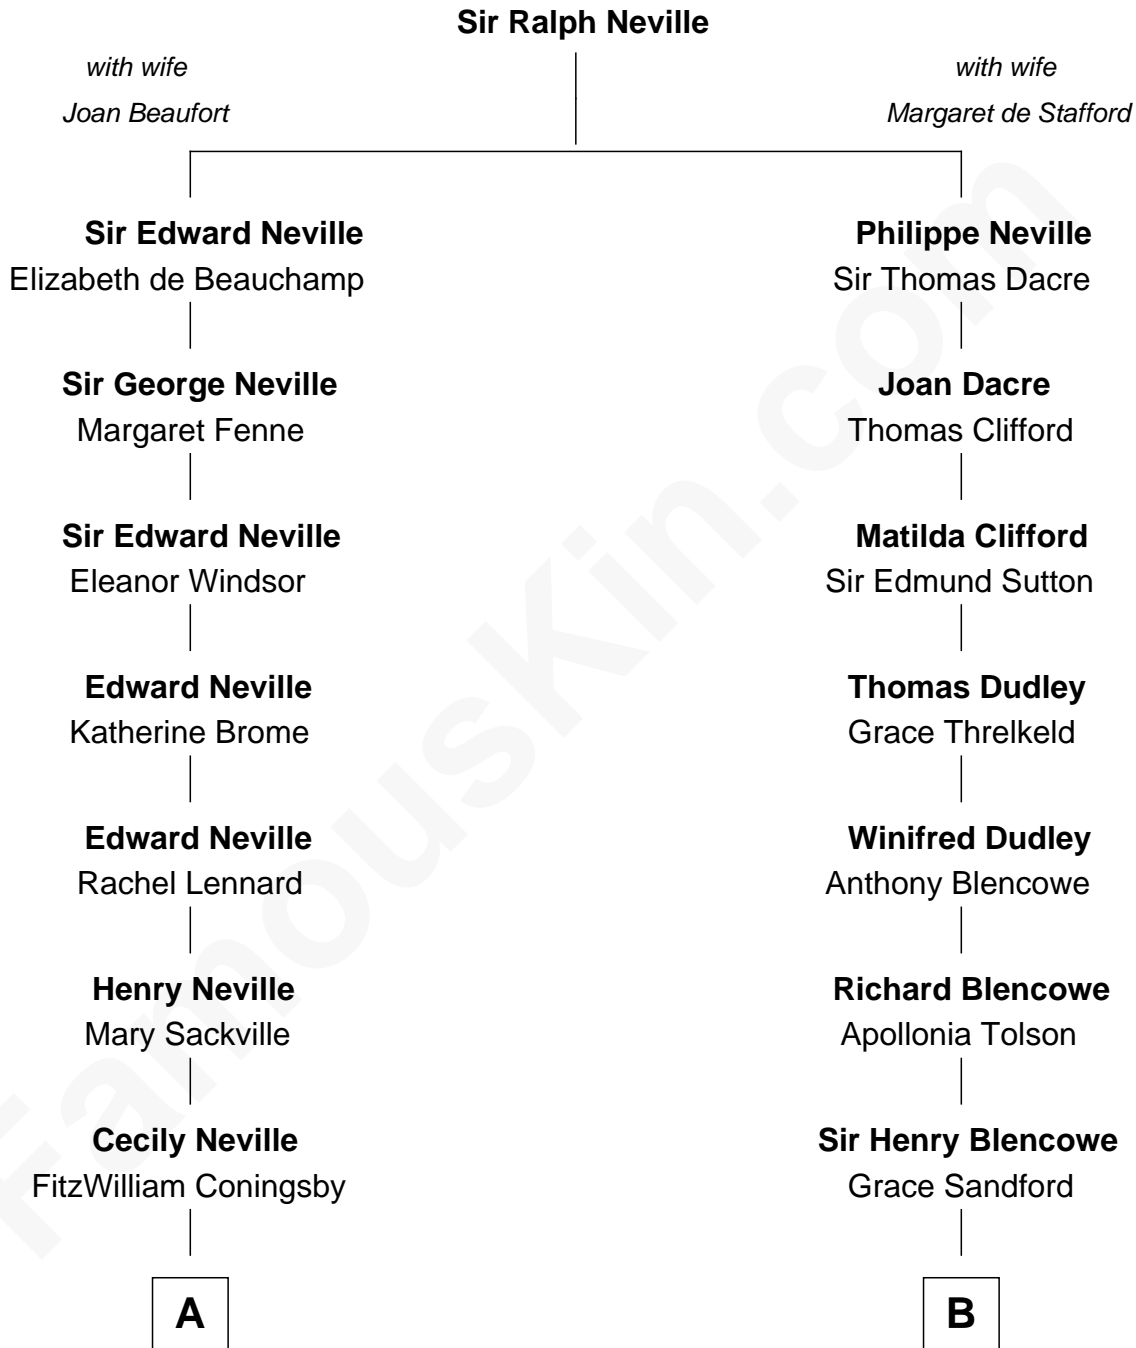 Sir Ralph Neville
with wife
Joan Beaufort
with wife
Margaret de Stafford
Sir Edward Neville
Elizabeth de Beauchamp
Philippe Neville
Sir Thomas Dacre
Sir George Neville
Margaret Fenne
Joan Dacre
Thomas Clifford
Sir Edward Neville
Eleanor Windsor
Matilda Clifford
Sir Edmund Sutton
Edward Neville
Katherine Brome
Thomas Dudley
Grace Threlkeld
Edward Neville
Rachel Lennard
Winifred Dudley
Anthony Blencowe
Henry Neville
Mary Sackville
Richard Blencowe
Apollonia Tolson
Cecily Neville
FitzWilliam Coningsby
Sir Henry Blencowe
Grace Sandford
A
B
FamousKin.com